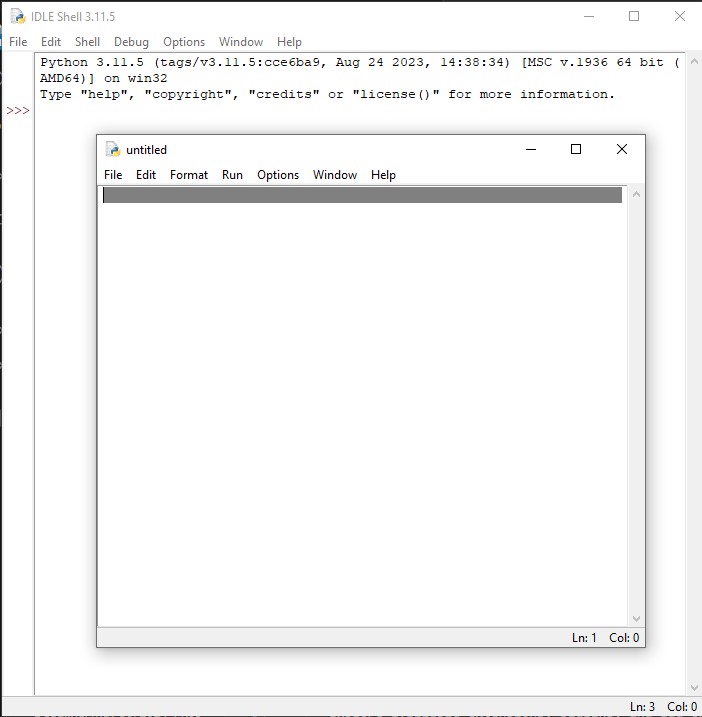 IDLE Shell 3.11.5
File Edit Shell Debug Options Window Help
Python 3.11.5 (tags/v3.11.5:cce6ba9, Aug 24 2023, 14:38:34) [MSC v.1936 64 bit (
AMD64)] on win32
Type "help", "copyright", "credits" or "license()" for more information.
>>>
untitled
File Edit Format Run Options Window Help
Ln: 1 Col: 0
Ln: 3 Col: 0